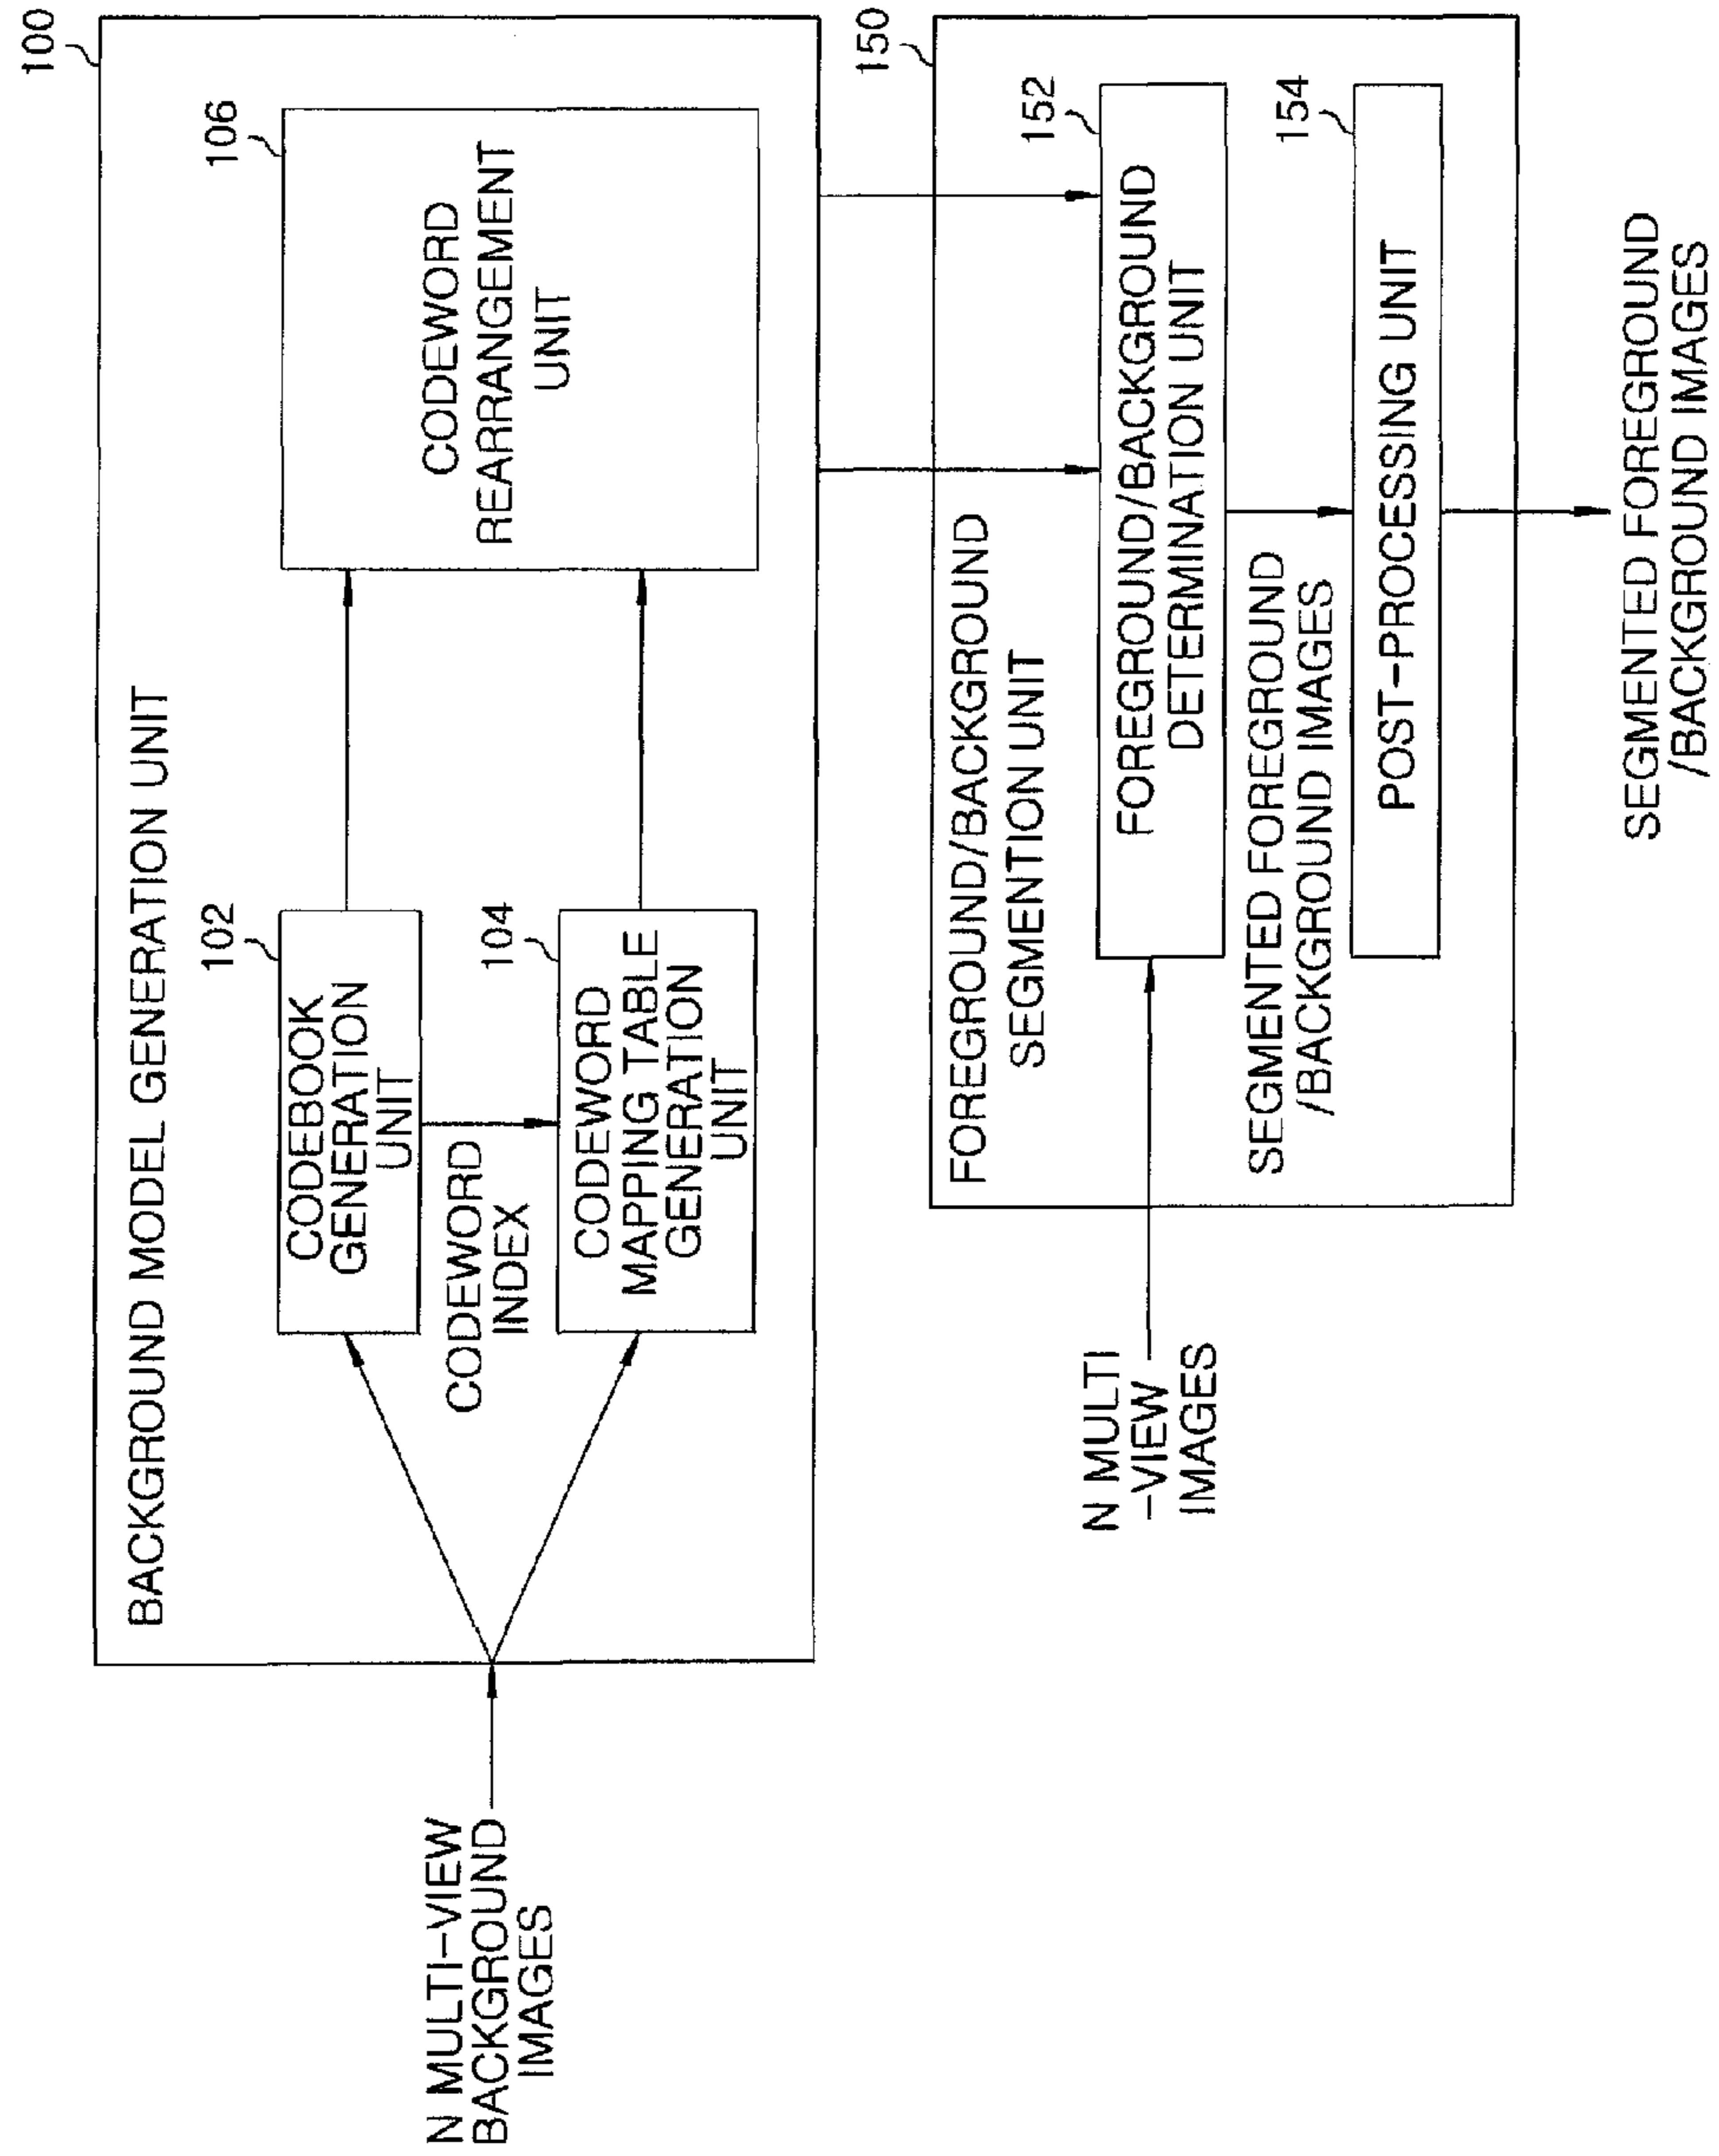 100
BACKGROUND MODEL GENERATION UNIT
102
CODEBOOK
GENERATION
UNIT
106
CODEWORD
REARRANGEMENT
UNIT
N MULTI-VIEW
BACKGROUND
IMAGES
CODEWORD
INDEX
104
CODEWORD
MAPPING TABLE
GENERATION
UNIT
150
FOREGROUND/BACKGROUND
SEGMENTION UNIT
152
N MULTI
-VIEW
IMAGES
FOREGROUND/BACKGROUND
DETERMINATION UNIT
SEGMENTED FOREGROUND
/BACKGROUND IMAGES
154
POST-PROCESSING UNIT
SEGMENTED FOREGROUND
/BACKGROUND IMAGES